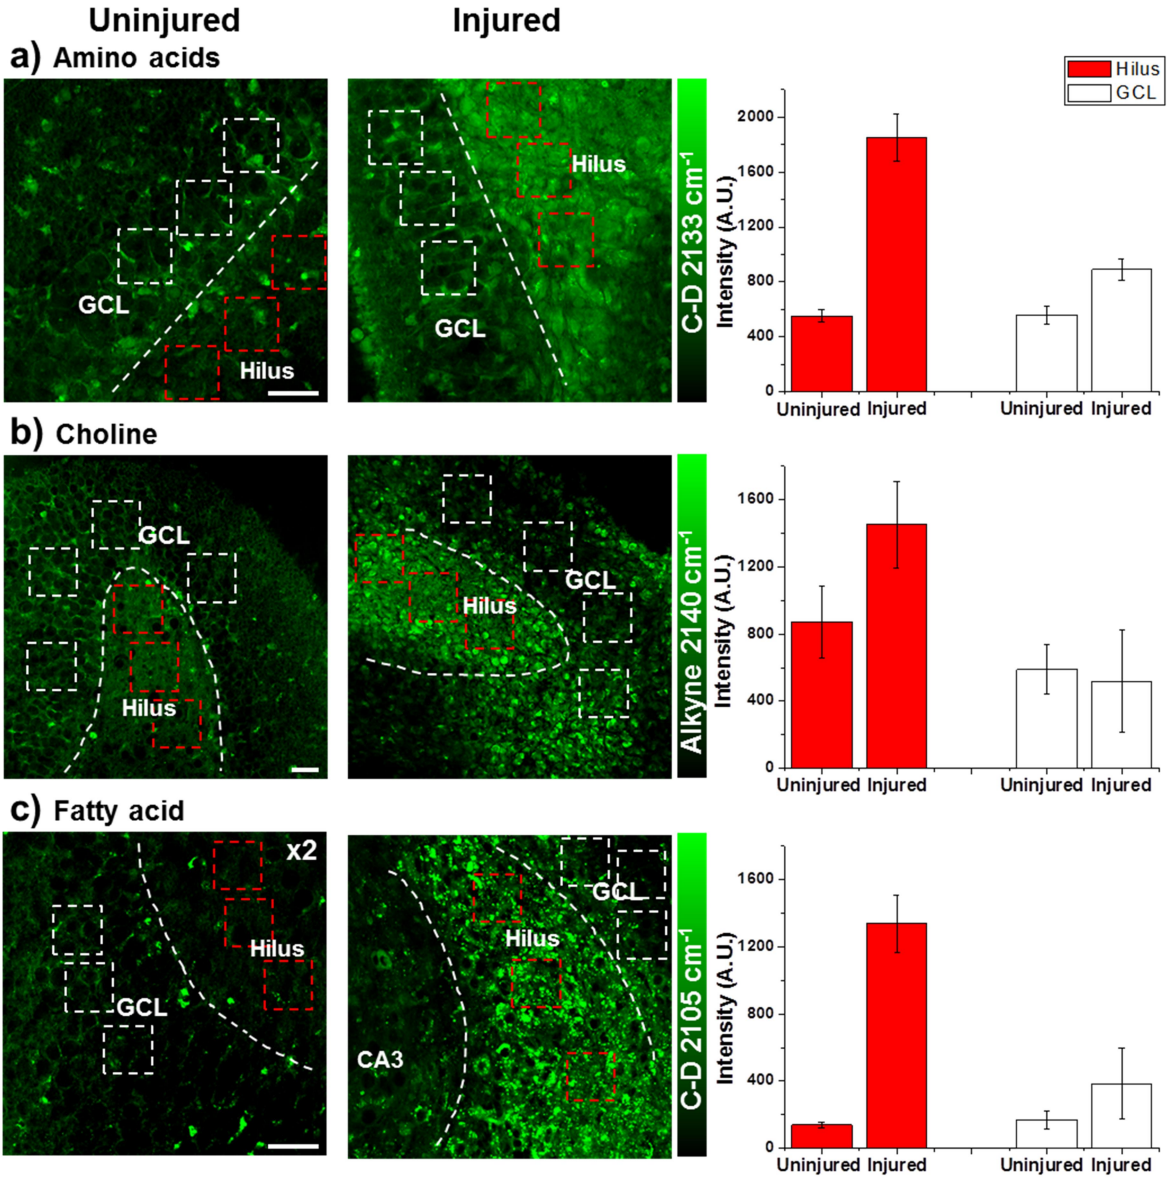 Uninjured
Injured
a) Amino acids
GCL
Hilus
Hilus
GCL
C-D 2133 cm-1
Hilus
GCL
Intensity (A.U.)
2000
1600
1200
800
400
0
Uninjured
Injured
Uninjured
Injured
b) Choline
GCL
Hilus
GCL
Hilus
Alkyne 2140 cm-1
Intensity (A.U.)
1600
1200
800
400
0
Uninjured
Injured
Uninjured
Injured
c) Fatty acid
x2
Hilus
GCL
GCL
Hilus
CA3
C-D 2105 cm-1
Intensity (A.U.)
1600
1200
800
400
0
Uninjured
Injured
Uninjured
Injured